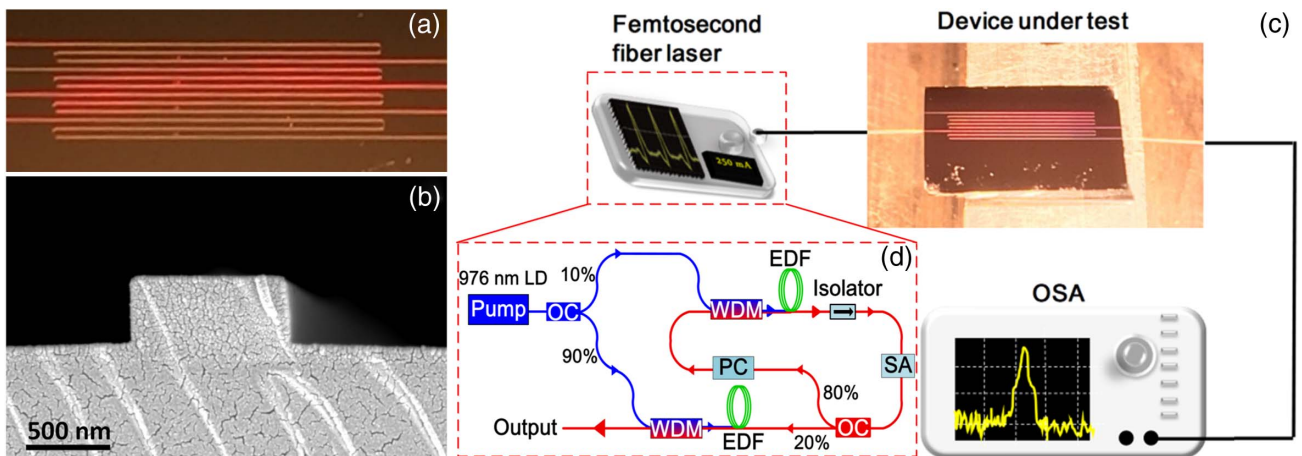 (a)
(b)
500 nm
Femtosecond
fiber laser
Device under test
(c)
250 mA
(d)
976 nm LD
Pump
OC
10%
90%
WDM
EDF
Isolator
SA
PC
80%
OC
20%
EDF
WDM
Output
OSA